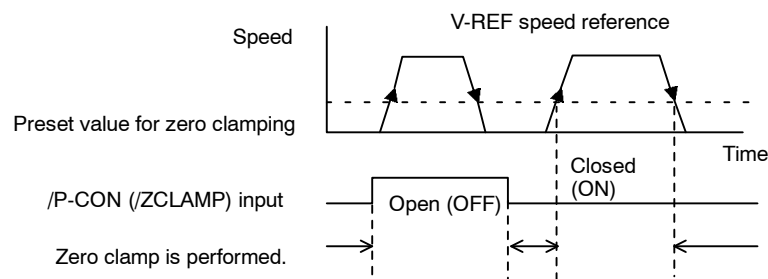 V-REF speed reference
Speed
Preset value for zero clamping
Time
Closed
(ON)
/P-CON (/ZCLAMP) input
Open (OFF)
Zero clamp is performed.